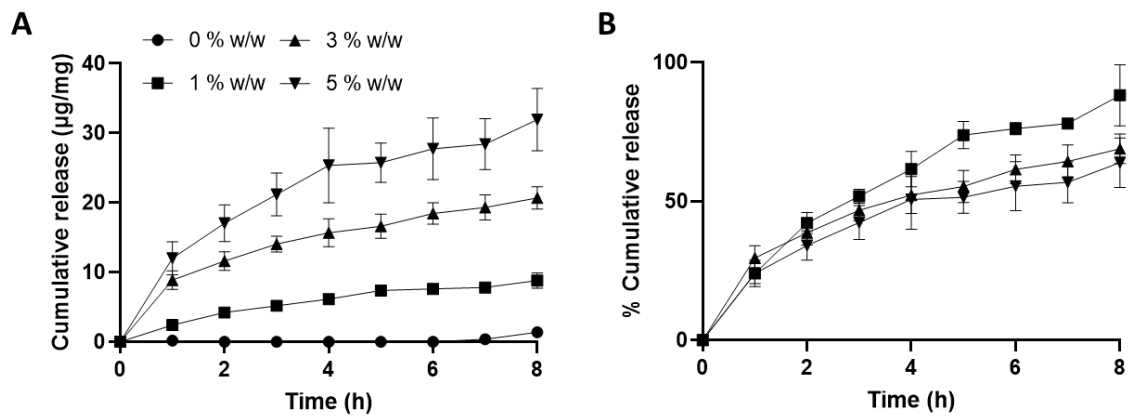 A
0 % w/w
3 % w/w
1 % w/w
5 % w/w
Cumulative release (µg/mg)
40
30
20
10
0
0
2
4
6
8
Time (h)
B
% Cumulative release
100
50
0
0
2
4
6
8
Time (h)